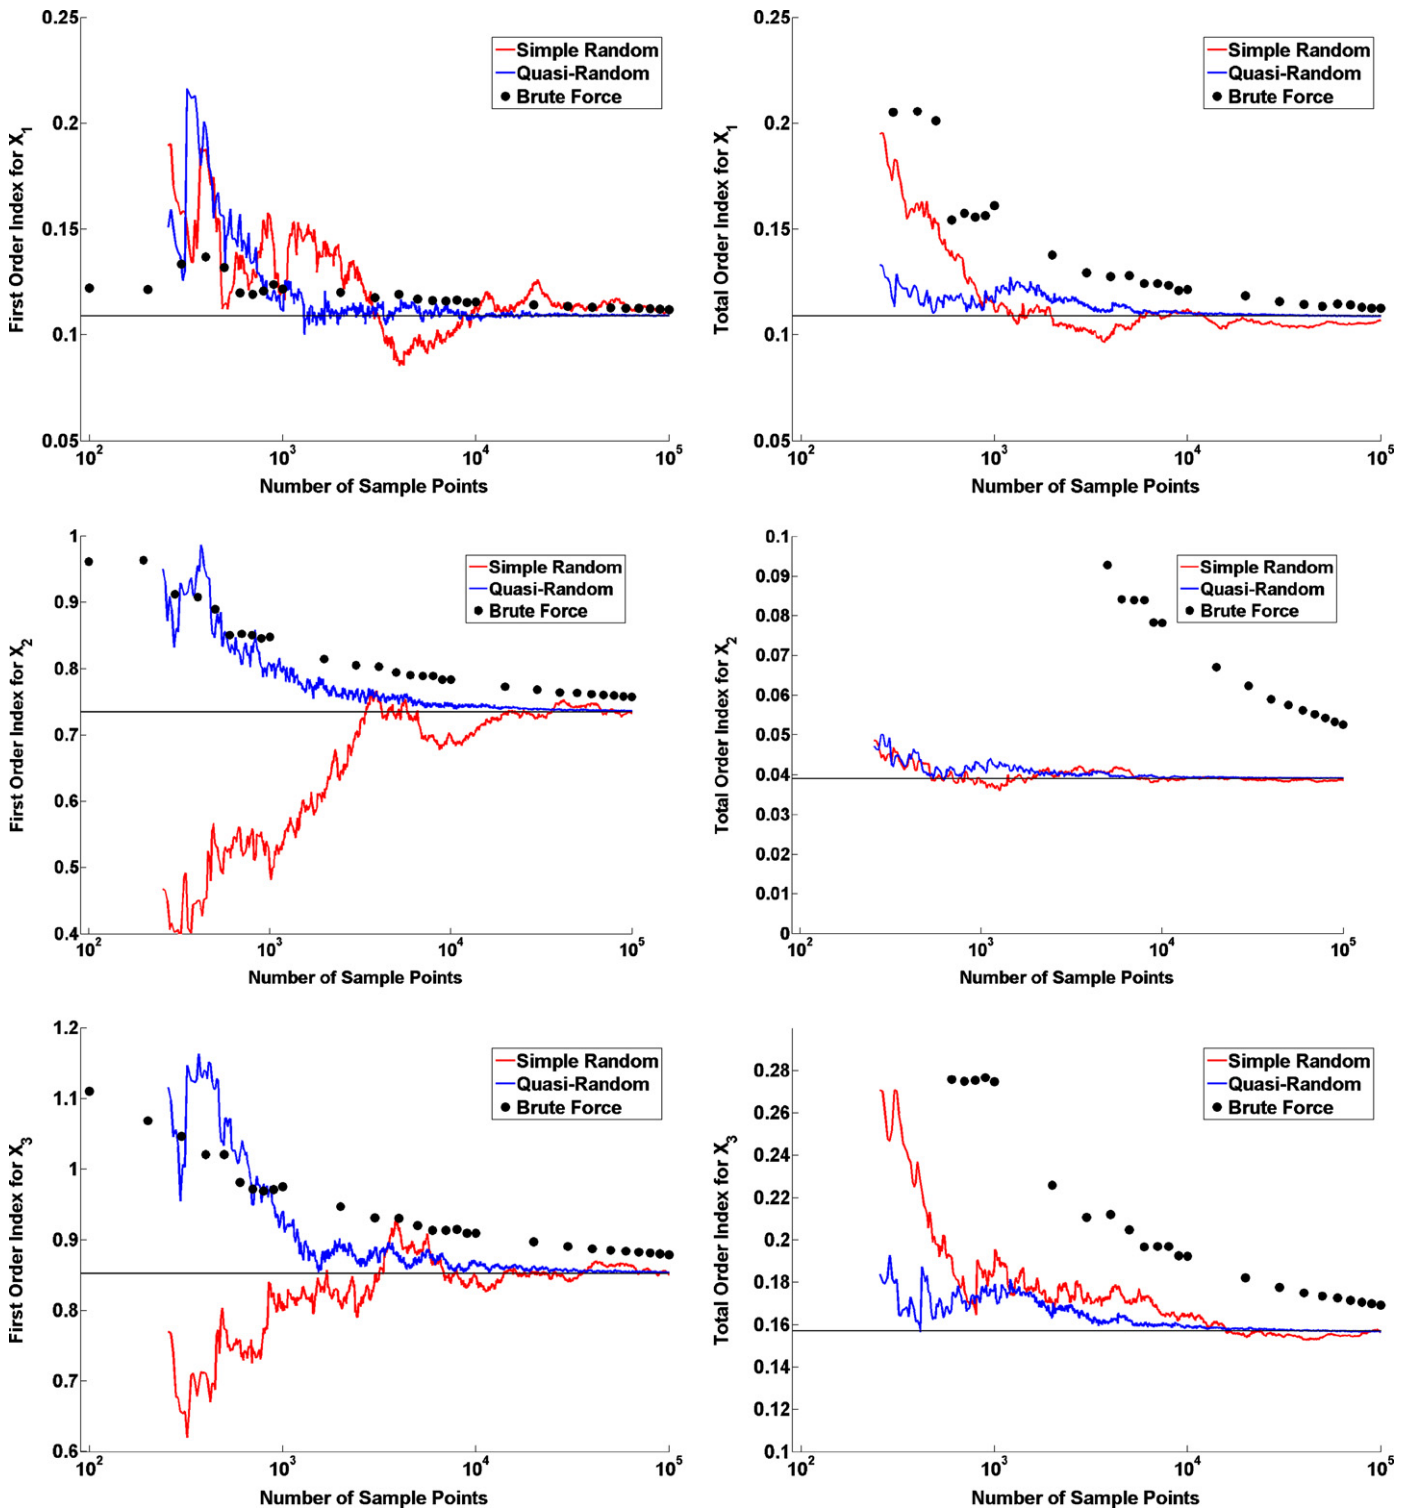 0.25
0.2
0.15
0.1
0.05
10^2
10^3
10^4
10^5
First Order Index for X_1
Number of Sample Points
Simple Random
Quasi-Random
Brute Force
0.25
0.2
0.15
0.1
0.05
10^2
10^3
10^4
10^5
Total Order Index for X_1
Number of Sample Points
Simple Random
Quasi-Random
Brute Force
1
0.9
0.8
0.7
0.6
0.5
0.4
10^2
10^3
10^4
10^5
First Order Index for X_2
Number of Sample Points
Simple Random
Quasi-Random
Brute Force
0.1
0.09
0.08
0.07
0.06
0.05
0.04
0.03
0.02
0.01
0
10^2
10^3
10^4
10^5
Total Order Index for X_2
Number of Sample Points
Simple Random
Quasi-Random
Brute Force
1.2
1.1
1
0.9
0.8
0.7
0.6
10^2
10^3
10^4
10^5
First Order Index for X_3
Number of Sample Points
Simple Random
Quasi-Random
Brute Force
0.28
0.26
0.24
0.22
0.2
0.18
0.16
0.14
0.12
0.1
10^2
10^3
10^4
10^5
Total Order Index for X_3
Number of Sample Points
Simple Random
Quasi-Random
Brute Force